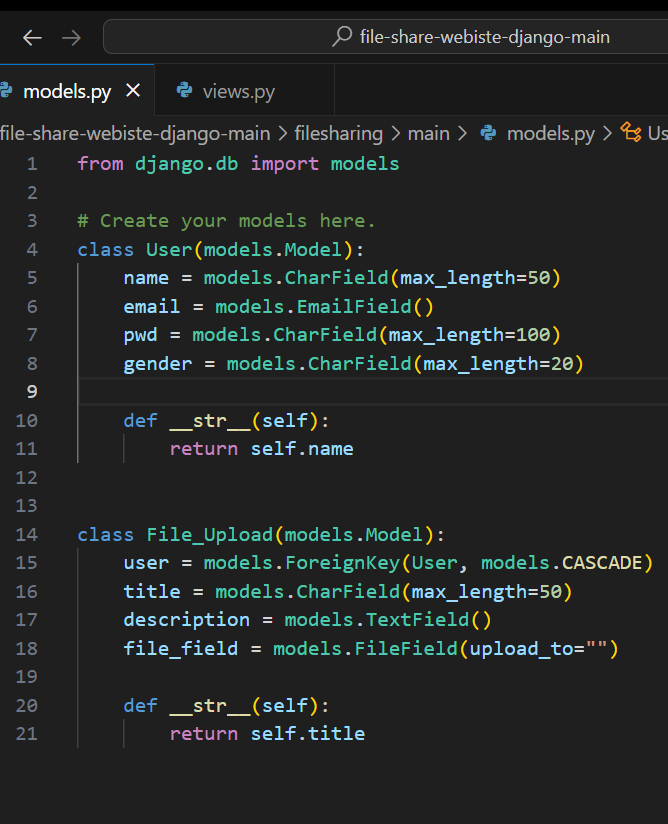 file-share-webiste-django-main
models.py
views.py
file-share-webiste-django-main > filesharing > main > models.py > Us
1 from django.db import models
2
3 # Create your models here.
4 class User(models.Model):
5     name = models.CharField(max_length=50)
6     email = models.EmailField()
7     pwd = models.CharField(max_length=100)
8     gender = models.CharField(max_length=20)
9
10     def __str__(self):
11         return self.name
12
13
14 class File_Upload(models.Model):
15     user = models.ForeignKey(User, models.CASCADE)
16     title = models.CharField(max_length=50)
17     description = models.TextField()
18     file_field = models.FileField(upload_to="")
19
20     def __str__(self):
21         return self.title